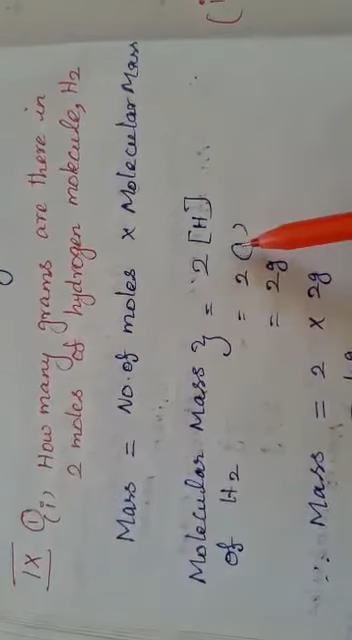 IX Qi, How many grams are there in
2 moles of hydrogen molecule, H2
Mass = No. of moles × Molecular Mass
Molecular Mass } = 2 [H]
of H2 = 2 (1)
= 2g
∴ Mass = 2 × 2g